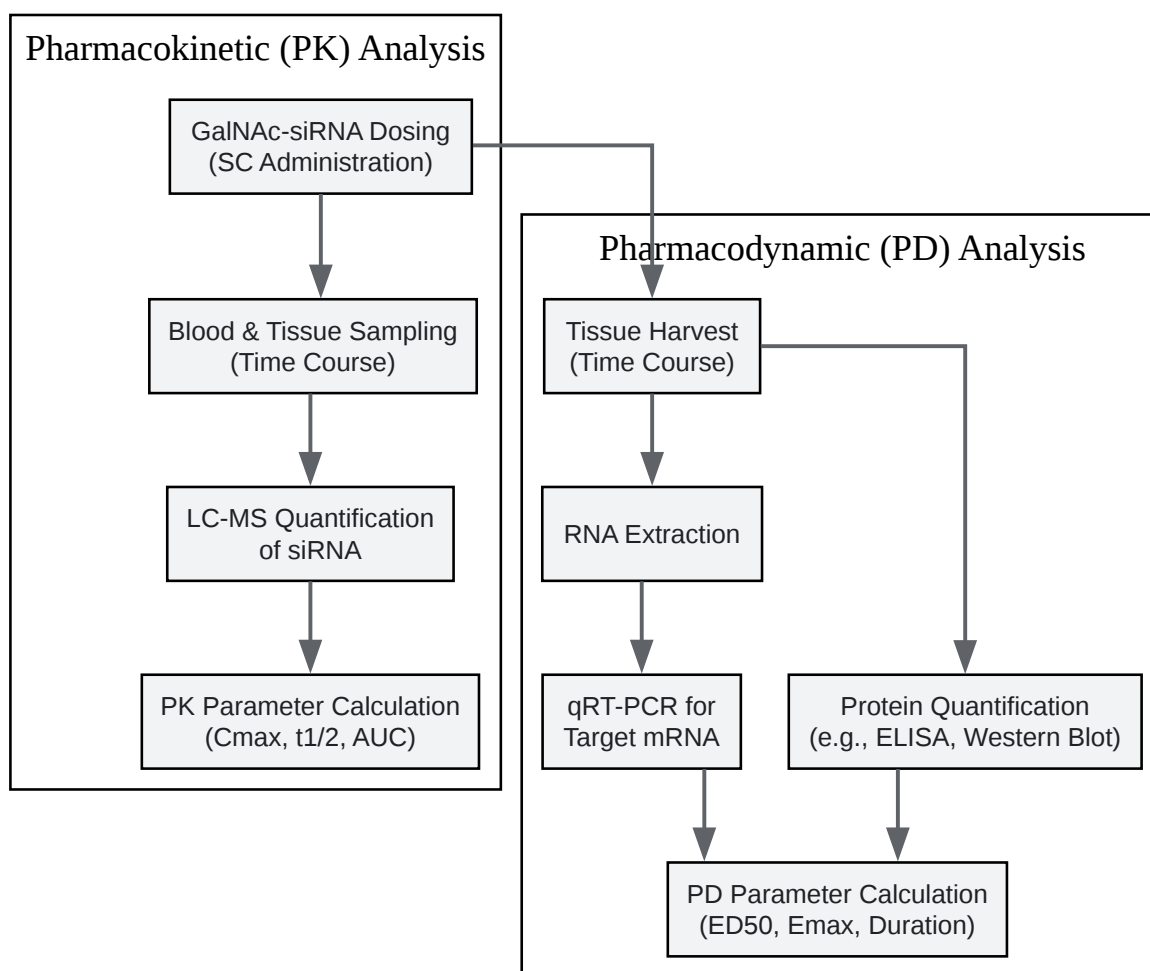 Pharmacokinetic (PK) Analysis
GalNAc-siRNA Dosing
(SC Administration)
Blood & Tissue Sampling
(Time Course)
LC-MS Quantification
of siRNA
PK Parameter Calculation
(Cmax, t1/2, AUC)
Pharmacodynamic (PD) Analysis
Tissue Harvest
(Time Course)
RNA Extraction
qRT-PCR for
Target mRNA
Protein Quantification
(e.g., ELISA, Western Blot)
PD Parameter Calculation
(ED50, Emax, Duration)